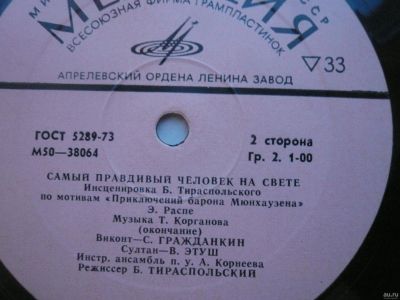 МЕЛОДИЯ
ВСЕСОЮЗНАЯ ФИРМА ГРАМПЛАСТИНОК
АПРЕЛЕВСКИЙ ОРДЕНА ЛЕНИНА ЗАВОД
▽33
ГОСТ 5289-73
М50—38064
2 сторона
Гр. 2. 1-00
САМЫЙ ПРАВДИВЫЙ ЧЕЛОВЕК НА СВЕТЕ
Инсценировка Б. Тираспольского
по мотивам «Приключений барона Мюнхаузена»
Э. Распе
Музыка Т. Корганова
(окончание)
Виконт—С. ГРАЖДАНКИН
Султан—В. ЭТУШ
Инстр. ансамбль п. у А. Корнеева
Режиссер Б. ТИРАСПОЛЬСКИЙ
au.ru